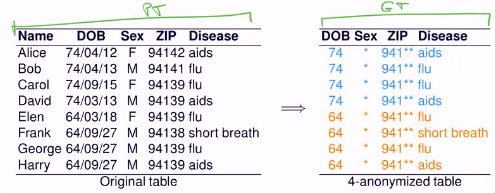 PT GT
Name DOB Sex ZIP Disease DOB Sex ZIP Disease
Alice 74/04/12 F 94142 aids 74 * 941** aids
Bob 74/04/13 M 94141 flu 74 * 941** flu
Carol 74/09/15 F 94139 flu 74 * 941** flu
David 74/03/13 M 94139 aids 74 * 941** aids
Elen 64/03/18 F 94139 flu 64 * 941** flu
Frank 64/09/27 M 94138 short breath 64 * 941** short breath
George 64/09/27 M 94139 flu 64 * 941** flu
Harry 64/09/27 M 94139 aids 64 * 941** aids
Original table 4-anonymized table